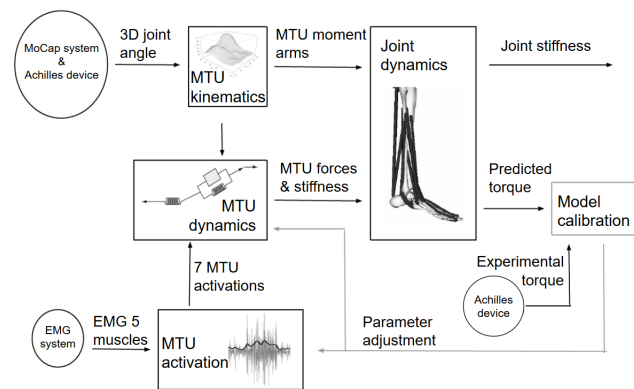 MoCap system
&
Achilles device
3D joint
angle
MTU
kinematics
MTU moment
arms
Joint
dynamics
Joint stiffness
MTU
dynamics
MTU forces
& stiffness
Predicted
torque
Model
calibration
7 MTU
activations
Experimental
torque
Achilles
device
EMG
system
EMG 5
muscles
MTU
activation
Parameter
adjustment